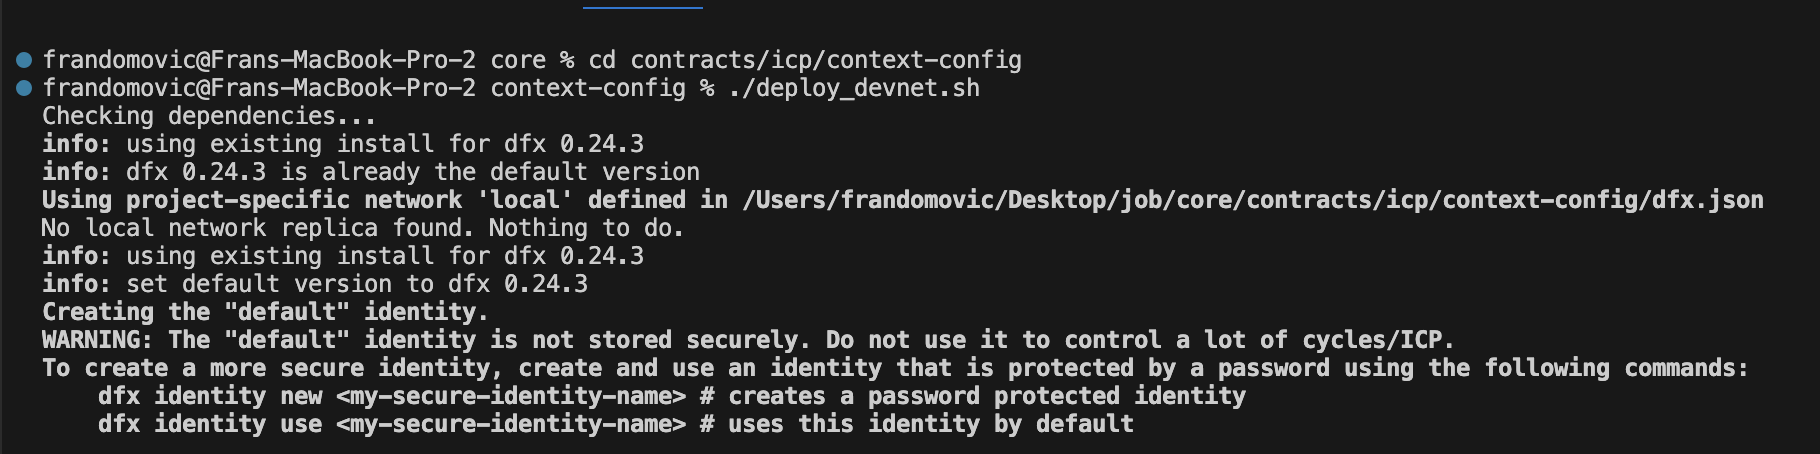 frandomovic@Frans-MacBook-Pro-2 core % cd contracts/icp/context-config
frandomovic@Frans-MacBook-Pro-2 context-config % ./deploy_devnet.sh
Checking dependencies...
info: using existing install for dfx 0.24.3
info: dfx 0.24.3 is already the default version
Using project-specific network 'local' defined in /Users/frandomovic/Desktop/job/core/contracts/icp/context-config/dfx.json
No local network replica found. Nothing to do.
info: using existing install for dfx 0.24.3
info: set default version to dfx 0.24.3
Creating the "default" identity.
WARNING: The "default" identity is not stored securely. Do not use it to control a lot of cycles/ICP.
To create a more secure identity, create and use an identity that is protected by a password using the following commands:
    dfx identity new <my-secure-identity-name> # creates a password protected identity
    dfx identity use <my-secure-identity-name> # uses this identity by default